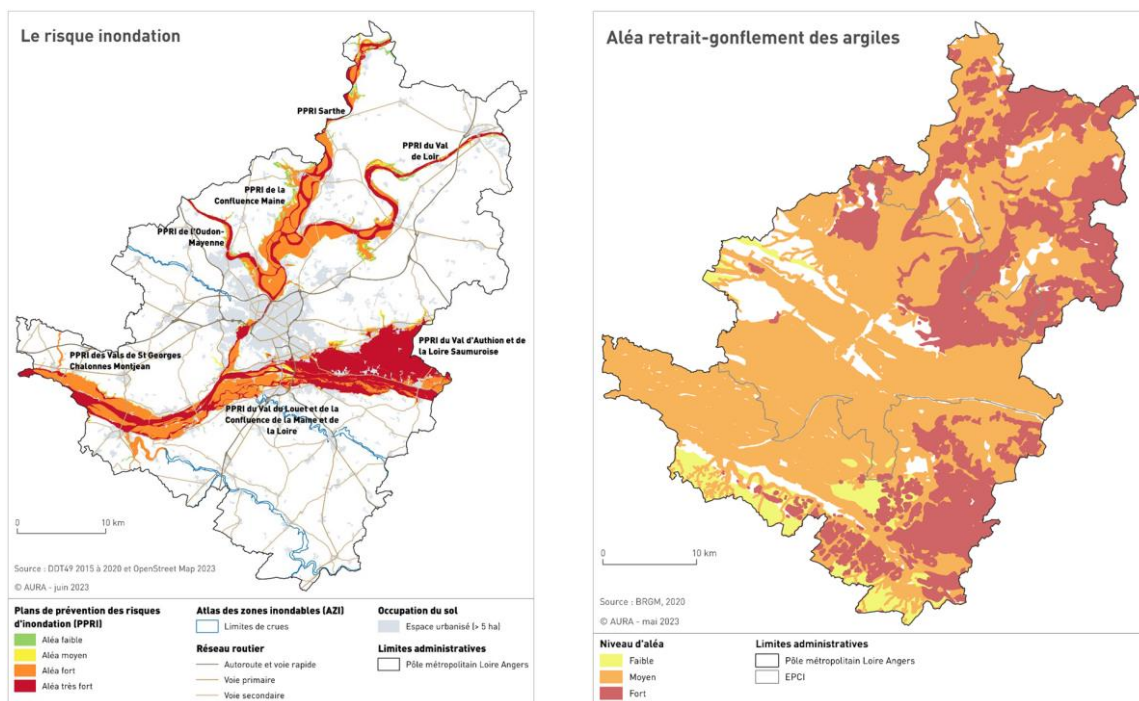 Le risque inondation
PPRI Sarthe
PPRI du Val
de Loir
PPRI de la
Confluence Maine
PPRI de l'Oudon-
Mayenne
PPRI du Val d'Authion et de
la Loire Saumuroise
PPRI des Vals de St Georges
Chalonnes Montjean
PPRI du Val du Louet et de la
Confluence de la Maine et de
la Loire
0
10 km
Source : DDT49 2015 à 2020 et OpenStreet Map 2023
© AURA - juin 2023
Plans de prévention des risques
d'inondation (PPRI)
Aléa faible
Aléa moyen
Aléa fort
Aléa très fort
Atlas des zones inondables (AZI)
Limites de crues
Réseau routier
Autoroute et voie rapide
Voie primaire
Voie secondaire
Occupation du sol
Espace urbanisé (> 5 ha)
Limites administratives
Pôle métropolitain Loire Angers
Aléa retrait-gonflement des argiles
0
10 km
Source : BRGM, 2020
© AURA - mai 2023
Niveau d'aléa
Faible
Moyen
Fort
Limites administratives
Pôle métropolitain Loire Angers
EPCI